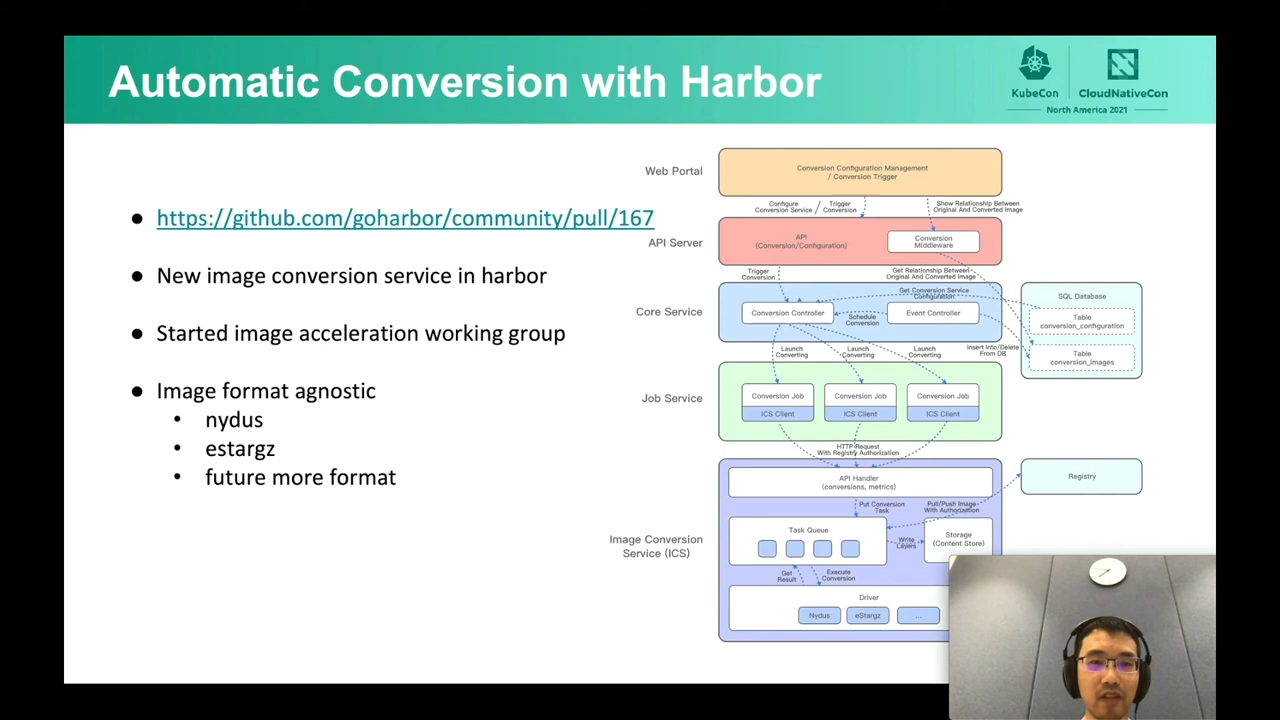 Automatic Conversion with Harbor
KubeCon
CloudNativeCon
North America 2021
https://github.com/goharbor/community/pull/167
New image conversion service in harbor
Started image acceleration working group
Image format agnostic
nydus
estargz
future more format
Web Portal
Conversion Configuration Management
/ Conversion Trigger
Configure
Conversion Service
/
Trigger
Conversion
Show Relationship Between
Original And Converted Image
API Server
API
(Conversion/Configuration)
Conversion
Middleware
Trigger
Conversion
Get Relationship Between
Original And Converted Image
Core Service
Get Conversion Service
Configuration
Conversion Controller
Schedule
Conversion
Event Controller
SQL Database
Table
conversion_configuration
Table
conversion_images
Launch
Converting
Launch
Converting
Launch
Converting
Insert Into/Delete
From DB
Job Service
Conversion Job
ICS Client
Conversion Job
ICS Client
Conversion Job
ICS Client
HTTP Request
With Registry Authorization
API Handler
(conversions, metrics)
Registry
Put Conversion
Task
Pull/Push Image
With Authorization
Image Conversion
Service (ICS)
Task Queue
Write
Layers
Storage
(Content Store)
Get
Result
Execute
Conversion
Driver
Nydus
eStargz
...